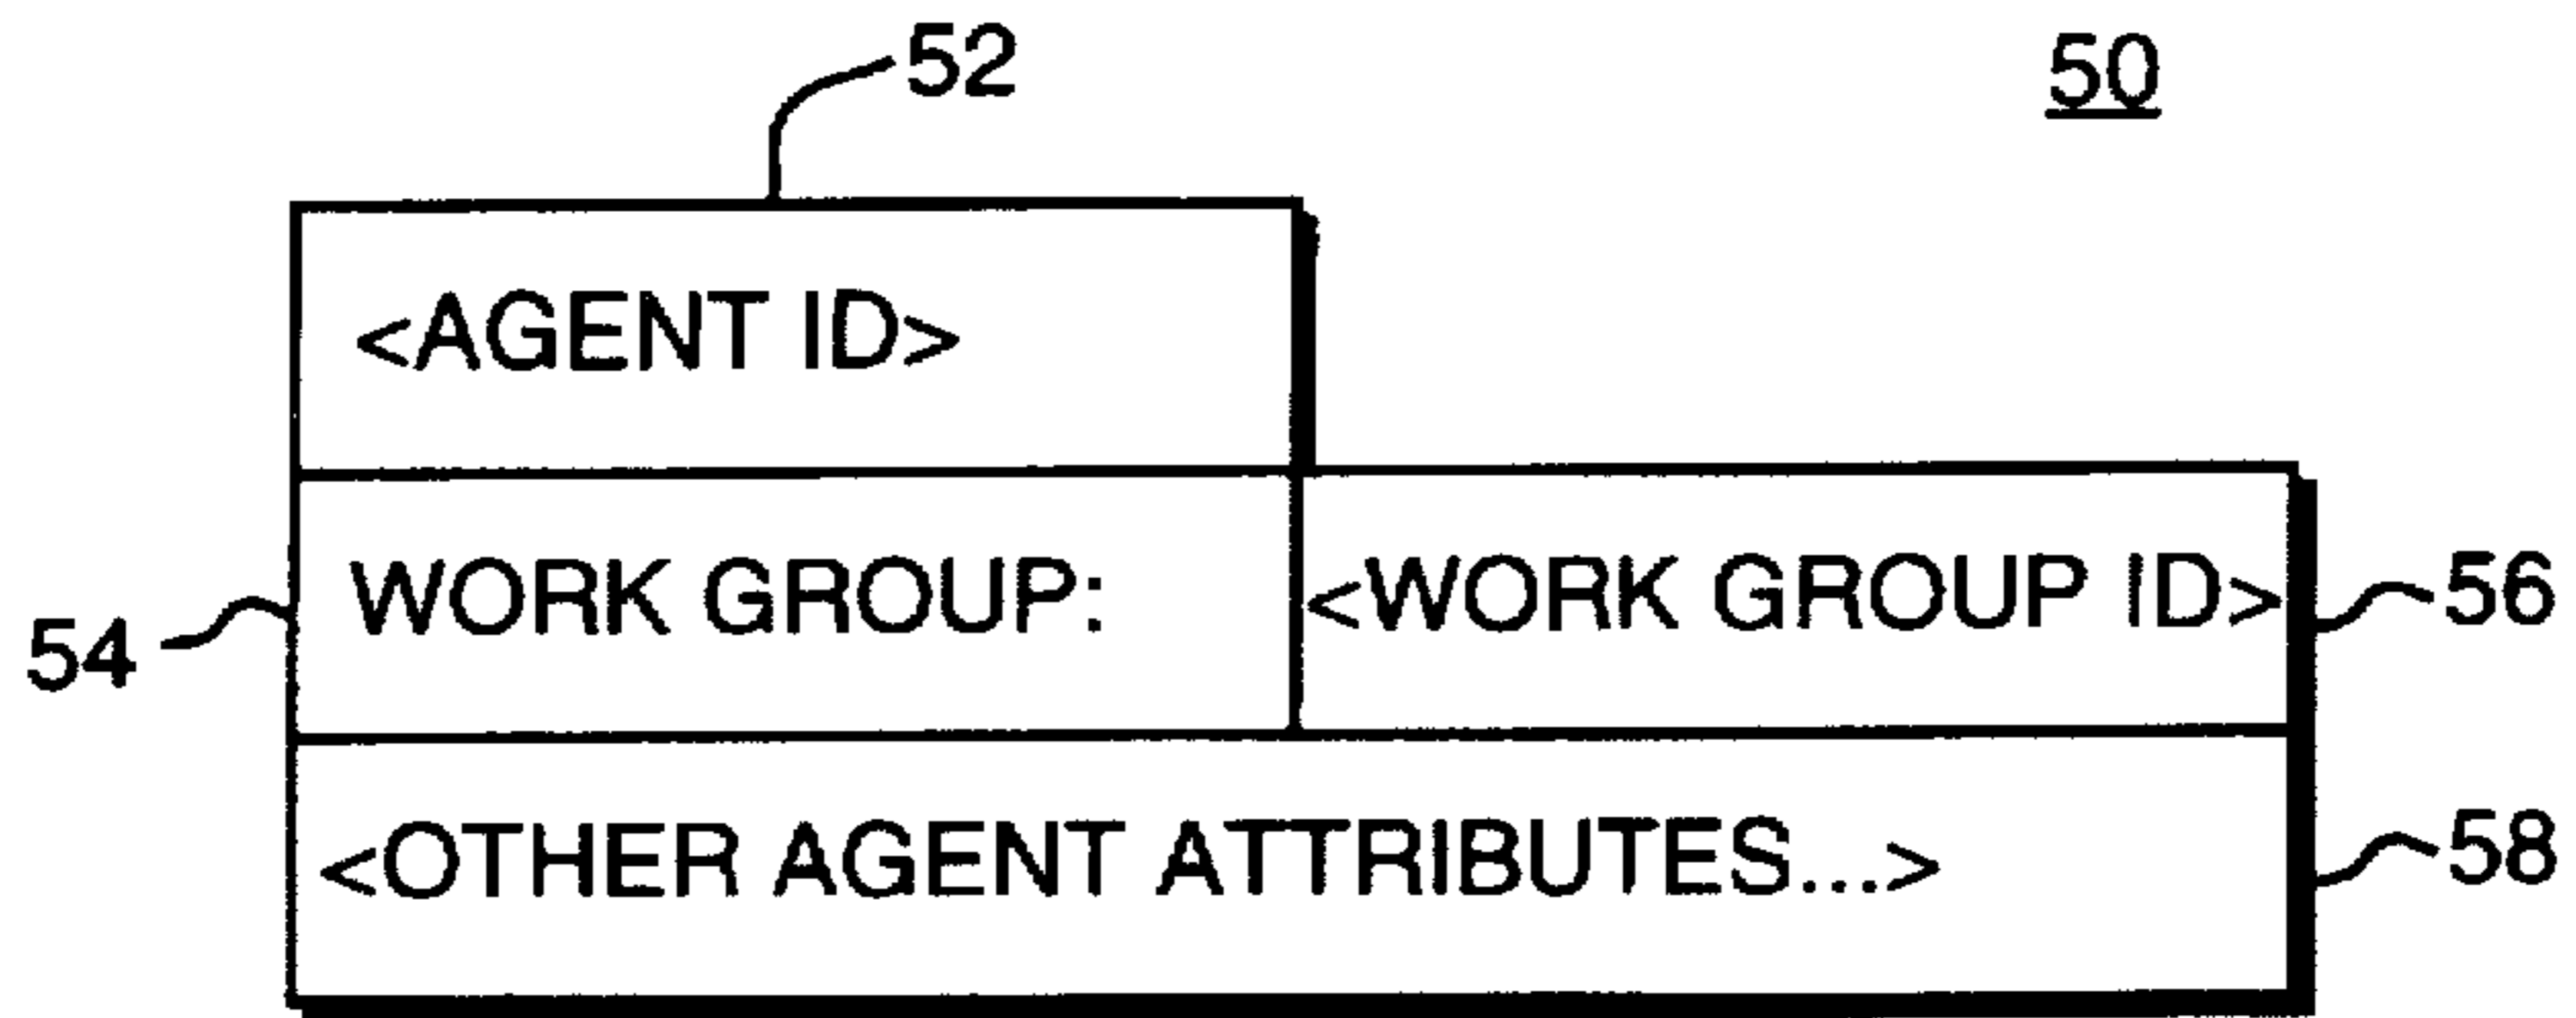 52
50
<AGENT ID>
54 WORK GROUP: <WORK GROUP ID> 56
<OTHER AGENT ATTRIBUTES...> 58